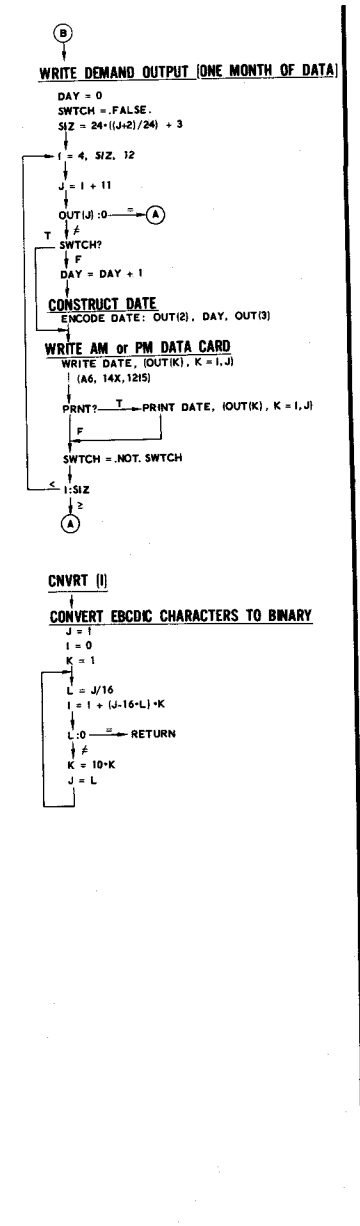 B
WRITE DEMAND OUTPUT (ONE MONTH OF DATA)
DAY = 0
SWTCH = .FALSE.
SIZ = 24*((J+2)/24) + 3
I = 4, SIZ, 12
J = I + 11
OUT(J) :0 = A
T ≠
SWTCH?
F
DAY = DAY + 1
CONSTRUCT DATE
ENCODE DATE: OUT(2), DAY, OUT(3)
WRITE AM or PM DATA CARD
WRITE DATE, (OUT(K), K = I,J)
(A6, 14X,12I5)
PRNT? T PRINT DATE, (OUT(K), K = I,J)
F
SWTCH = .NOT. SWTCH
< I:SIZ
≥
A
CNVRT (I)
CONVERT EBCDIC CHARACTERS TO BINARY
J = I
I = 0
K = 1
L = J/16
I = I + (J-16*L)*K
L :0 = RETURN
≠
K = 10*K
J = L